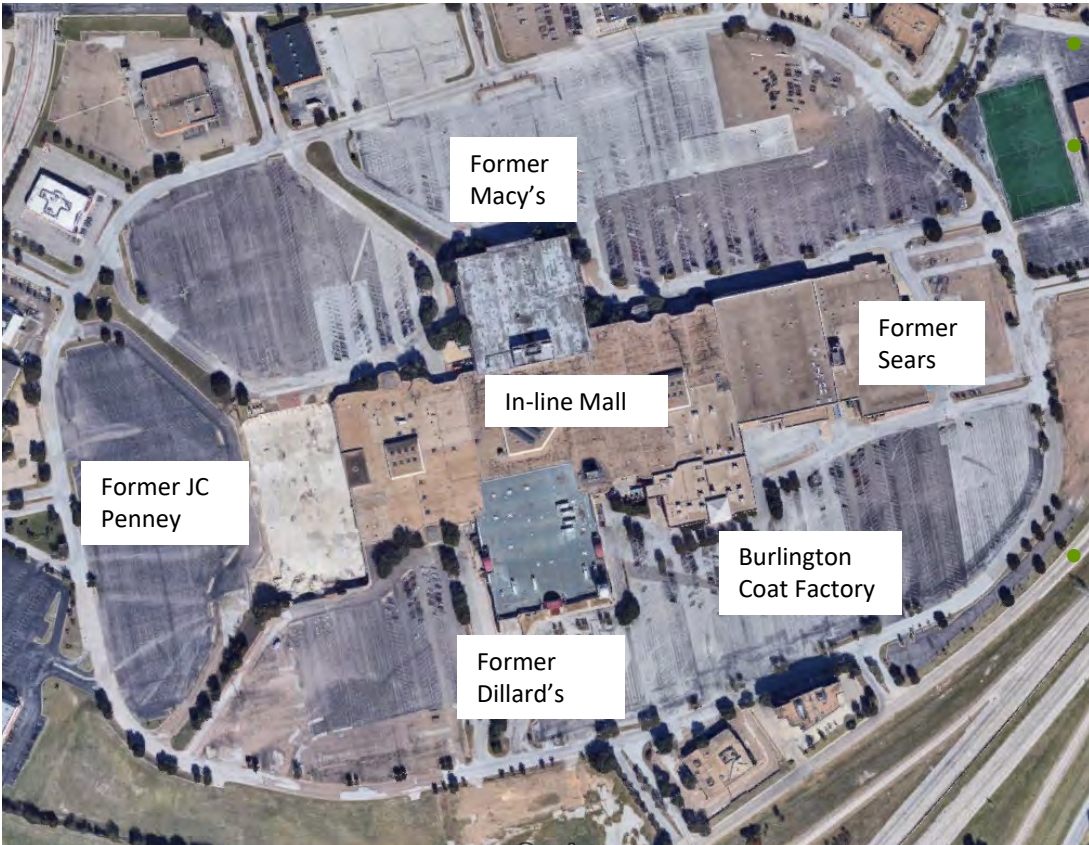 Former
Macy’s
Former
Sears
In-line Mall
Former JC
Penney
Burlington
Coat Factory
Former
Dillard’s